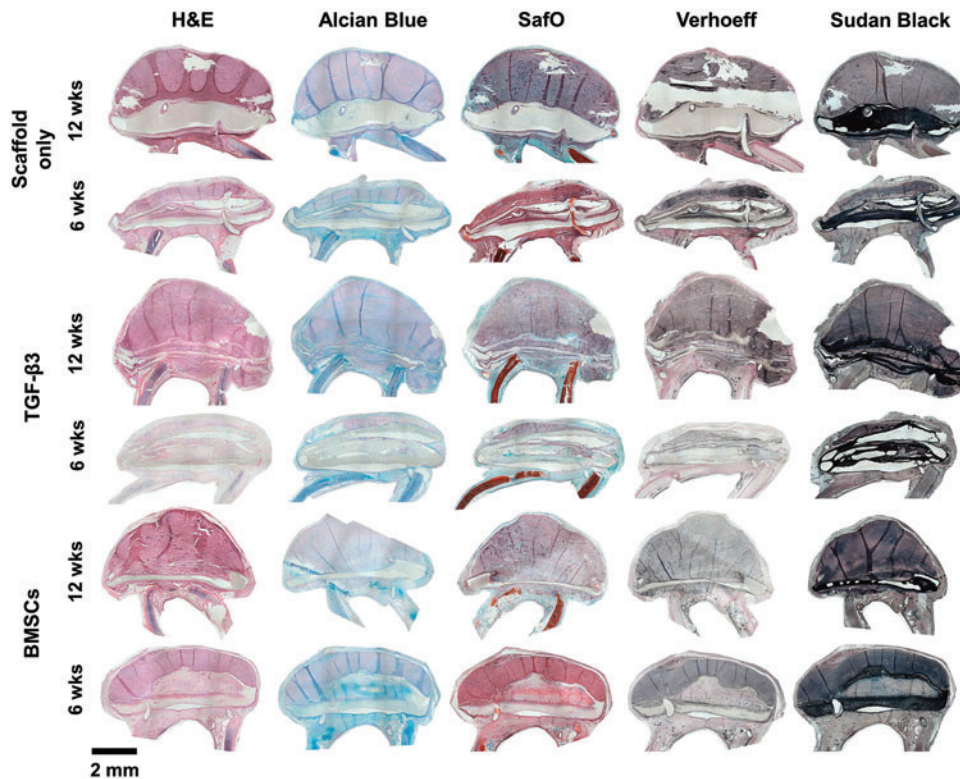 H&E Alcian Blue SafO Verhoeff Sudan Black
Scaffold
only
12 wks
6 wks
TGF-β3
12 wks
6 wks
BMSCs
12 wks
6 wks
2 mm